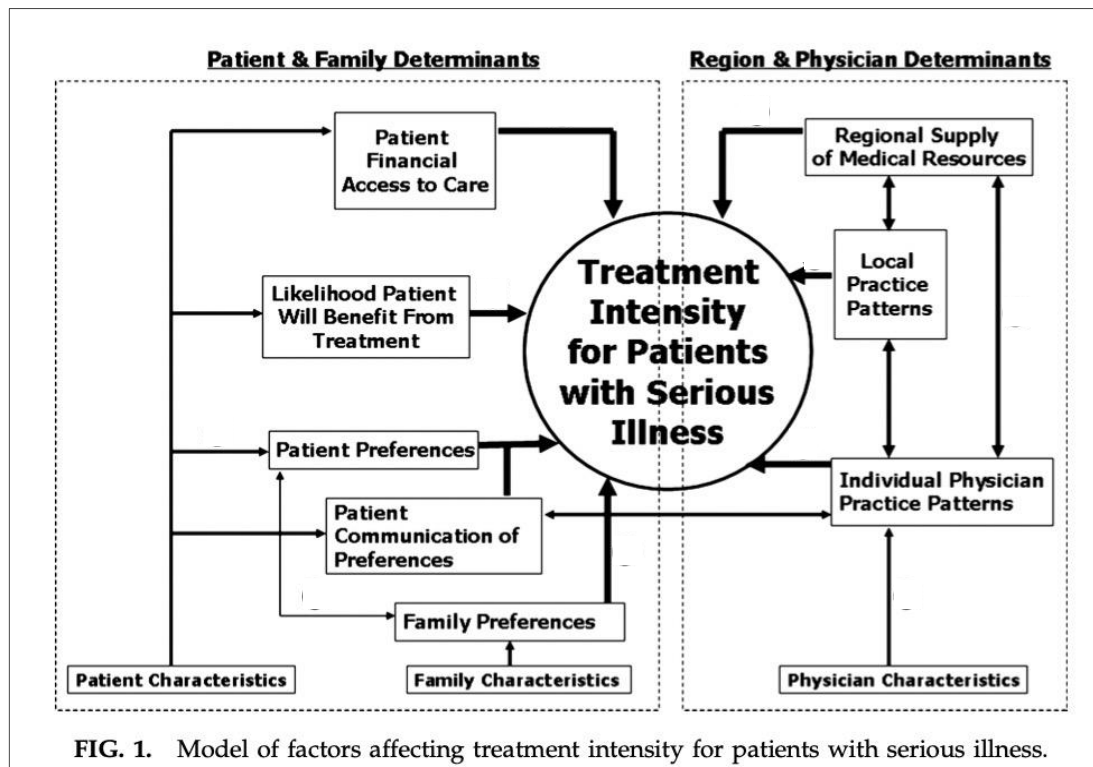 Patient & Family Determinants
Region & Physician Determinants
Patient
Financial
Access to Care
Regional Supply
of Medical Resources
Treatment
Intensity
for Patients
with Serious
Illness
Local
Practice
Patterns
Likelihood Patient
Will Benefit From
Treatment
Patient Preferences
Individual Physician
Practice Patterns
Patient
Communication of
Preferences
Family Preferences
Patient Characteristics
Family Characteristics
Physician Characteristics
FIG. 1. Model of factors affecting treatment intensity for patients with serious illness.